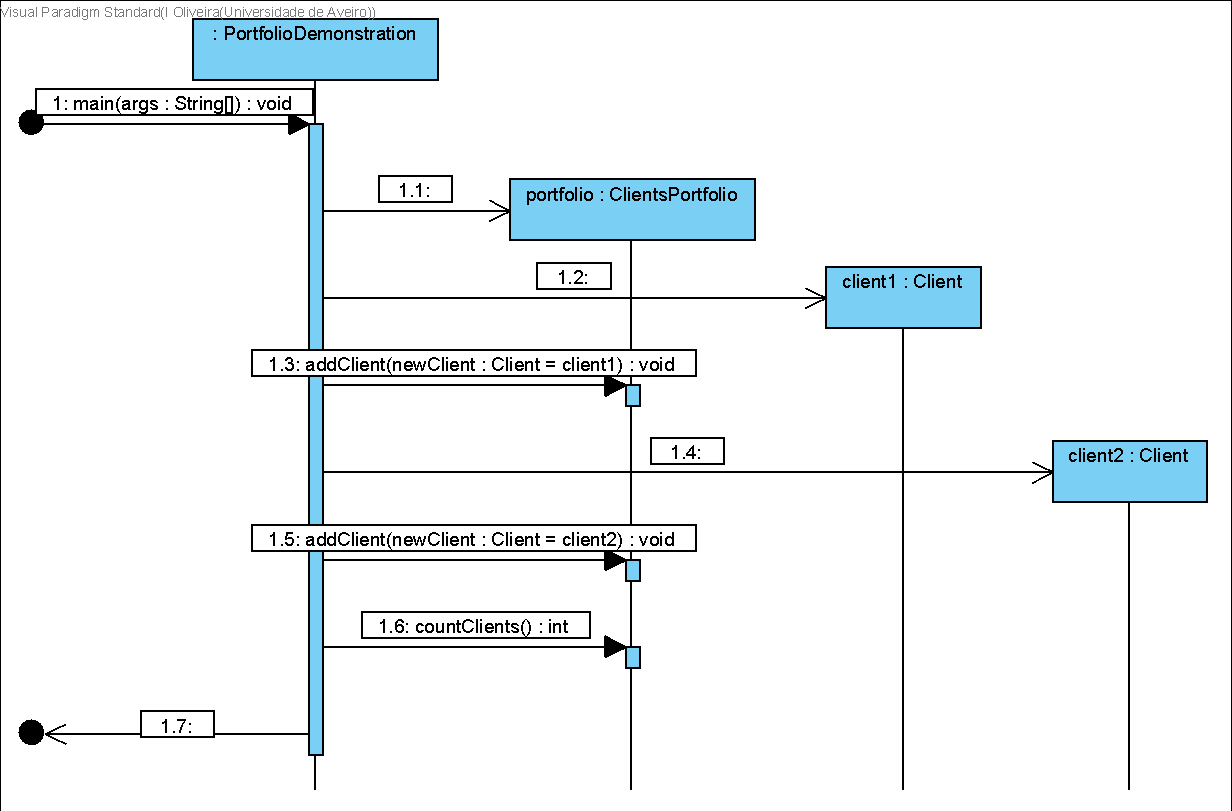 Visual Paradigm Standard(I Oliveira(Universidade de Aveiro))
: PortfolioDemonstration
1: main(args : String[]) : void
1.1:
portfolio : ClientsPortfolio
1.2:
client1 : Client
1.3: addClient(newClient : Client = client1) : void
1.4:
client2 : Client
1.5: addClient(newClient : Client = client2) : void
1.6: countClients() : int
1.7: